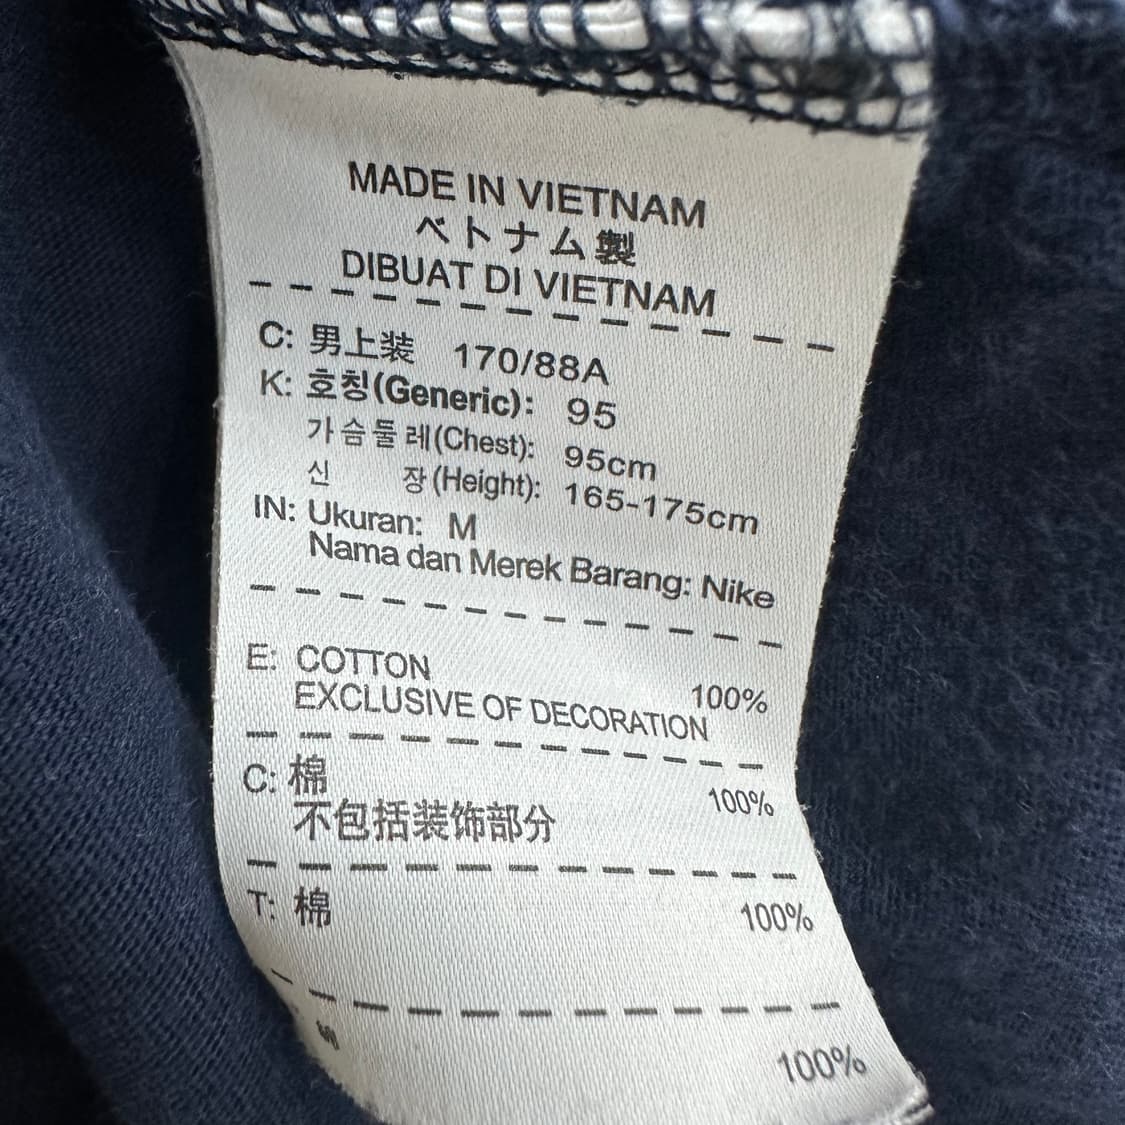 MADE IN VIETNAM
ベトナム製
DIBUAT DI VIETNAM
C: 男上装 170/88A
K: 호칭(Generic): 95
가슴둘레(Chest): 95cm
신 장(Height): 165-175cm
IN: Ukuran: M
Nama dan Merek Barang: Nike
E: COTTON 100%
EXCLUSIVE OF DECORATION
C: 棉 100%
不包括装饰部分
T: 棉 100%
100%